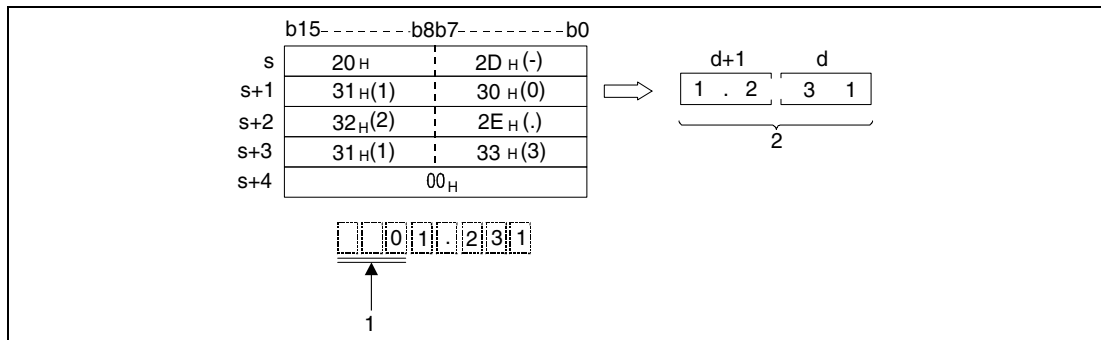 b15--------b8b7----------b0
s 20H 2DH(-)
s+1 31H(1) 30H(0)
s+2 32H(2) 2EH(.)
s+3 31H(1) 33H(3)
s+4 00H
d+1 d
1 . 2 3 1
2
0 1 . 2 3 1
1